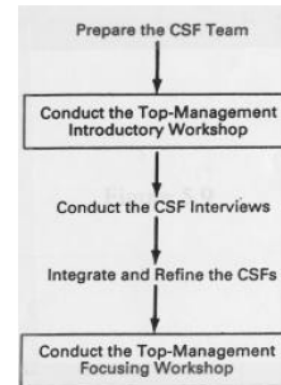 Prepare the CSF Team
Conduct the Top-Management
Introductory Workshop
Conduct the CSF Interviews
Integrate and Refine the CSFs
Conduct the Top-Management
Focusing Workshop